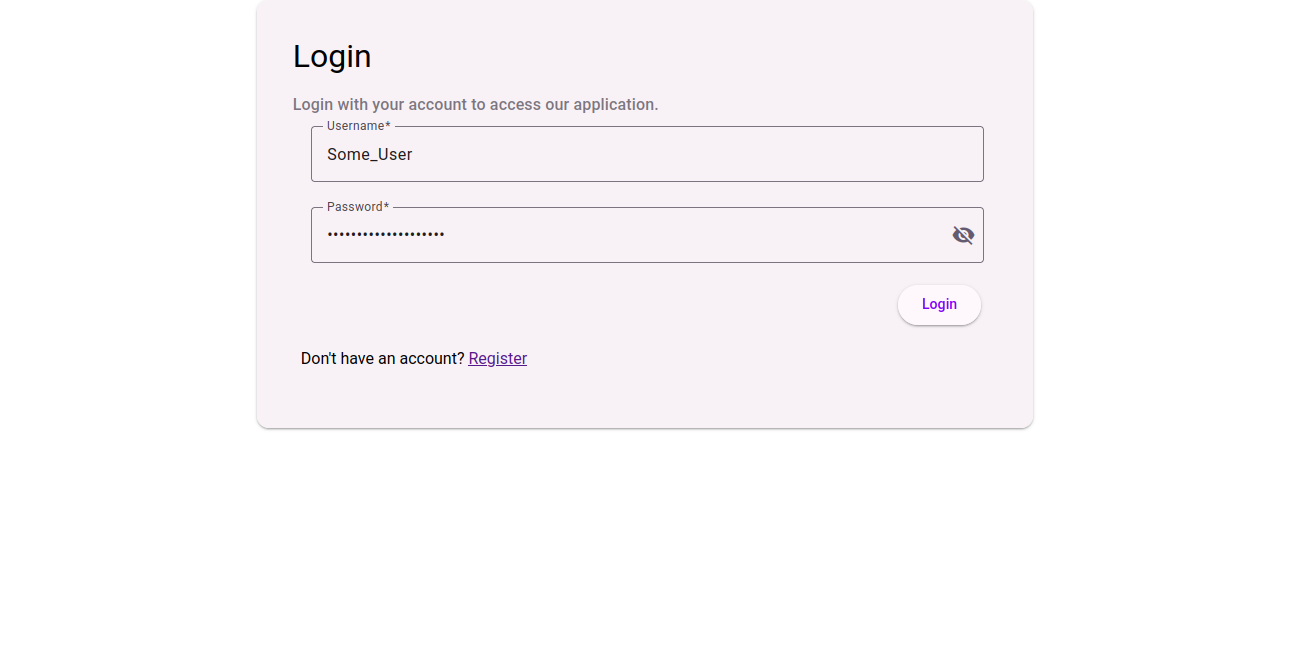 Login
Login with your account to access our application.
Username*
Some_User
Password*
••••••••••••••••••••
Login
Don't have an account? Register